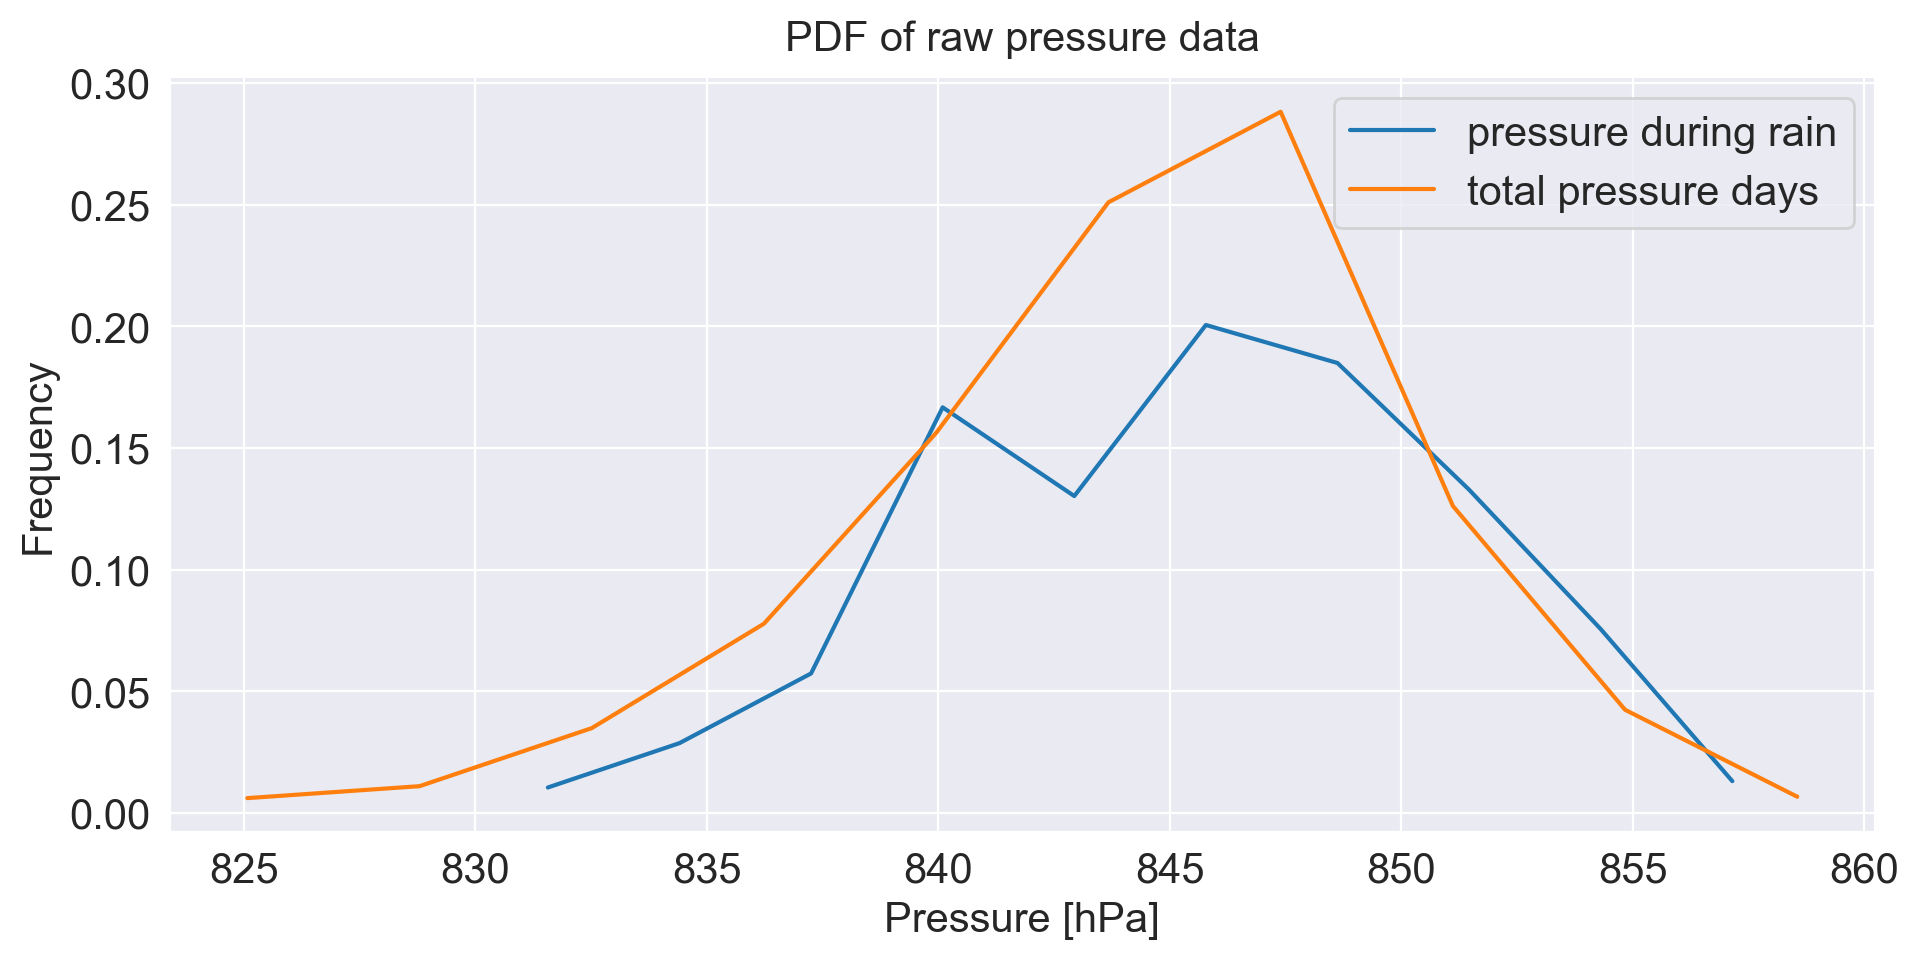 PDF of raw pressure data
pressure during rain
total pressure days
Frequency
0.30
0.25
0.20
0.15
0.10
0.05
0.00
825 830 835 840 845 850 855 860
Pressure [hPa]